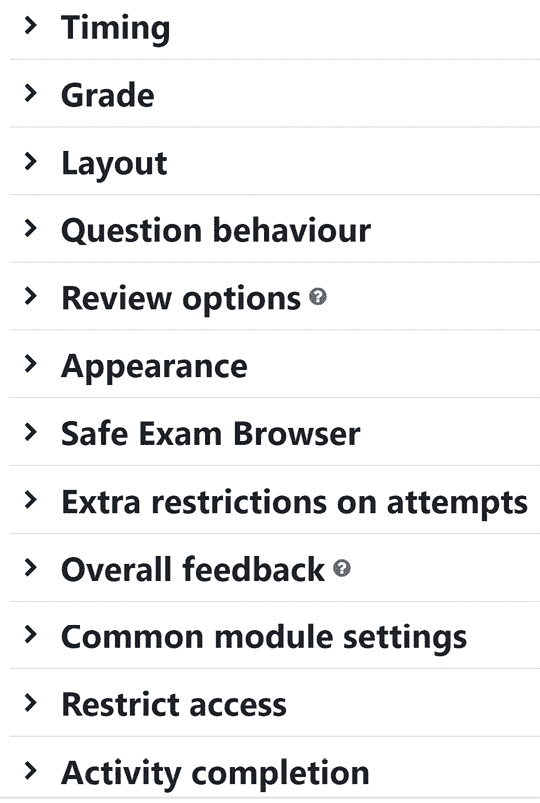 Timing
Grade
Layout
Question behaviour
Review options ?
Appearance
Safe Exam Browser
Extra restrictions on attempts
Overall feedback ?
Common module settings
Restrict access
Activity completion